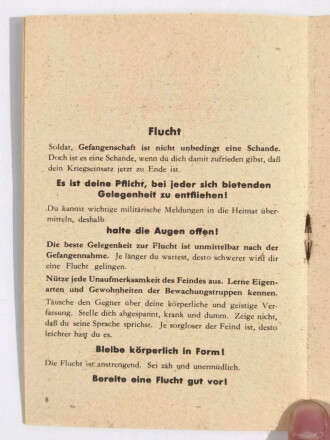 Flucht
Soldat, Gefangenschaft ist nicht unbedingt eine Schande.
Doch ist es eine Schande, wenn du dich damit zufrieden gibst, daß
dein Kriegseinsatz jetzt zu Ende ist.
Es ist deine Pflicht, bei jeder sich bietenden
Gelegenheit zu entfliehen!
Du kannst wichtige militärische Meldungen in die Heimat über-
mitteln, deshalb
halte die Augen offen!
Die beste Gelegenheit zur Flucht ist unmittelbar nach der
Gefangennahme. Je länger du wartest, desto schwerer wird dir
eine Flucht gelingen.
Nütze jede Unaufmerksamkeit des Feindes aus. Lerne Eigen-
arten und Gewohnheiten der Bewachungstruppen kennen.
Täusche den Gegner über deine körperliche und geistige Ver-
fassung. Stelle dich abgespannt, krank und dumm. Zeige nicht,
daß du seine Sprache sprichst. Je sorgloser der Feind ist, desto
leichter hast du es.
Bleibe körperlich in Form!
Die Flucht ist anstrengend. Sei zäh und unermüdlich.
Bereite eine Flucht gut vor!
8